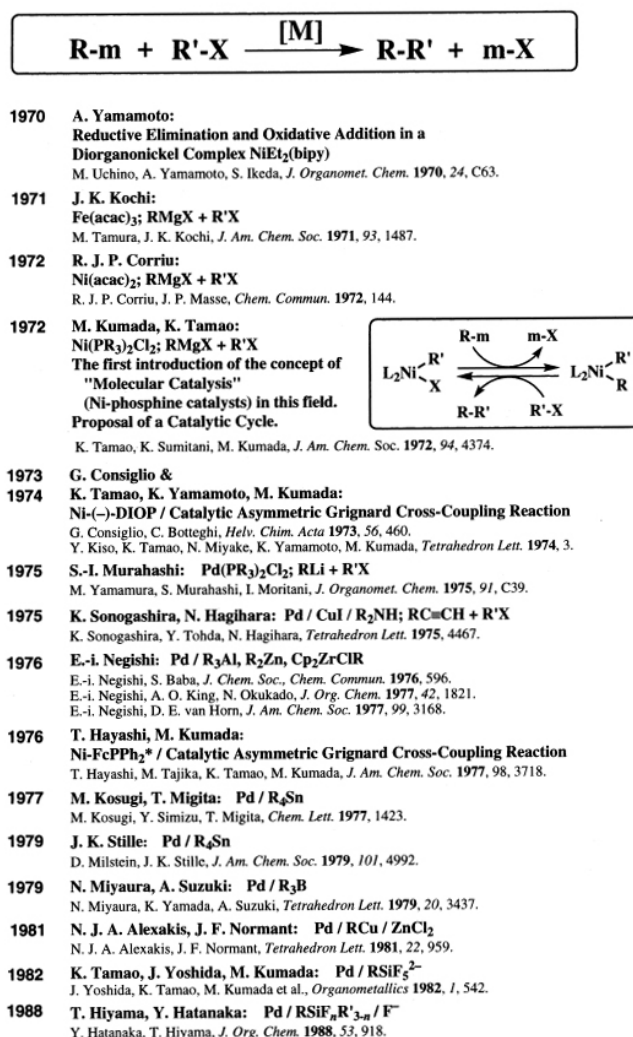 R-m + R'-X [M] R-R' + m-X
1970 A. Yamamoto:
Reductive Elimination and Oxidative Addition in a
Diorganonickel Complex NiEt₂(bipy)
M. Uchino, A. Yamamoto, S. Ikeda, J. Organomet. Chem. 1970, 24, C63.
1971 J. K. Kochi:
Fe(acac)₃; RMgX + R'X
M. Tamura, J. K. Kochi, J. Am. Chem. Soc. 1971, 93, 1487.
1972 R. J. P. Corriu:
Ni(acac)₂; RMgX + R'X
R. J. P. Corriu, J. P. Masse, Chem. Commun. 1972, 144.
1972 M. Kumada, K. Tamao:
Ni(PR₃)₂Cl₂; RMgX + R'X
The first introduction of the concept of
"Molecular Catalysis"
(Ni-phosphine catalysts) in this field.
Proposal of a Catalytic Cycle.
R-m m-X
L₂Ni R' X L₂Ni R' R
R-R' R'-X
K. Tamao, K. Sumitani, M. Kumada, J. Am. Chem. Soc. 1972, 94, 4374.
1973 G. Consiglio &
1974 K. Tamao, K. Yamamoto, M. Kumada:
Ni-(–)-DIOP / Catalytic Asymmetric Grignard Cross-Coupling Reaction
G. Consiglio, C. Botteghi, Helv. Chim. Acta 1973, 56, 460.
Y. Kiso, K. Tamao, N. Miyake, K. Yamamoto, M. Kumada, Tetrahedron Lett. 1974, 3.
1975 S.-I. Murahashi: Pd(PR₃)₂Cl₂; RLi + R'X
M. Yamamura, S. Murahashi, I. Moritani, J. Organomet. Chem. 1975, 91, C39.
1975 K. Sonogashira, N. Hagihara: Pd / CuI / R₂NH; RC≡CH + R'X
K. Sonogashira, Y. Tohda, N. Hagihara, Tetrahedron Lett. 1975, 4467.
1976 E.-i. Negishi: Pd / R₃Al, R₂Zn, Cp₂ZrClR
E.-i. Negishi, S. Baba, J. Chem. Soc., Chem. Commun. 1976, 596.
E.-i. Negishi, A. O. King, N. Okukado, J. Org. Chem. 1977, 42, 1821.
E.-i. Negishi, D. E. van Horn, J. Am. Chem. Soc. 1977, 99, 3168.
1976 T. Hayashi, M. Kumada:
Ni-FcPPh₂* / Catalytic Asymmetric Grignard Cross-Coupling Reaction
T. Hayashi, M. Tajika, K. Tamao, M. Kumada, J. Am. Chem. Soc. 1977, 98, 3718.
1977 M. Kosugi, T. Migita: Pd / R₄Sn
M. Kosugi, Y. Simizu, T. Migita, Chem. Lett. 1977, 1423.
1979 J. K. Stille: Pd / R₄Sn
D. Milstein, J. K. Stille, J. Am. Chem. Soc. 1979, 101, 4992.
1979 N. Miyaura, A. Suzuki: Pd / R₃B
N. Miyaura, K. Yamada, A. Suzuki, Tetrahedron Lett. 1979, 20, 3437.
1981 N. J. A. Alexakis, J. F. Normant: Pd / RCu / ZnCl₂
N. J. A. Alexakis, J. F. Normant, Tetrahedron Lett. 1981, 22, 959.
1982 K. Tamao, J. Yoshida, M. Kumada: Pd / RSiF₅²⁻
J. Yoshida, K. Tamao, M. Kumada et al., Organometallics 1982, 1, 542.
1988 T. Hiyama, Y. Hatanaka: Pd / RSiFₙR'₃₋ₙ / F⁻
Y. Hatanaka, T. Hiyama, J. Org. Chem. 1988, 53, 918.